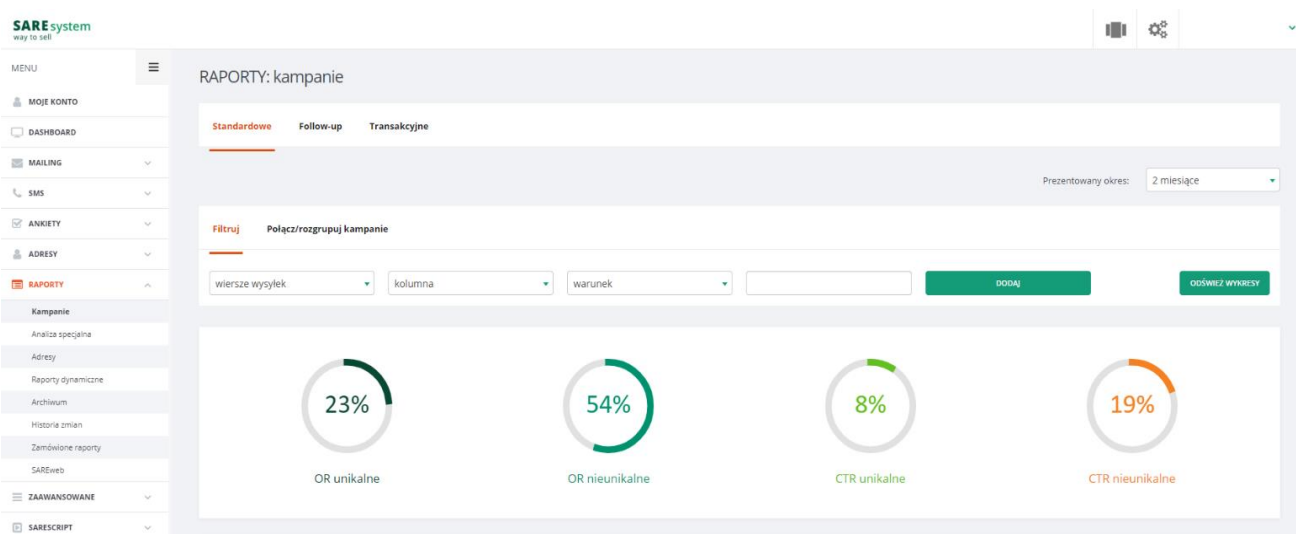 SAREsystem
way to sell
MENU
MOJE KONTO
DASHBOARD
MAILING
SMS
ANKIETY
ADRESY
RAPORTY
Kampanie
Analiza specjalna
Adresy
Raporty dynamiczne
Archiwum
Historia zmian
Zamówione raporty
SAREweb
ZAAWANSOWANE
SARESCRIPT
RAPORTY: kampanie
Standardowe Follow-up Transakcyjne
Prezentowany okres: 2 miesiące
Filtruj Połącz/rozgrupuj kampanie
wiersze wysyłek kolumna warunek DODAJ ODŚWIEŻ WYKRESY
23% 54% 8% 19%
OR unikalne OR nieunikalne CTR unikalne CTR nieunikalne